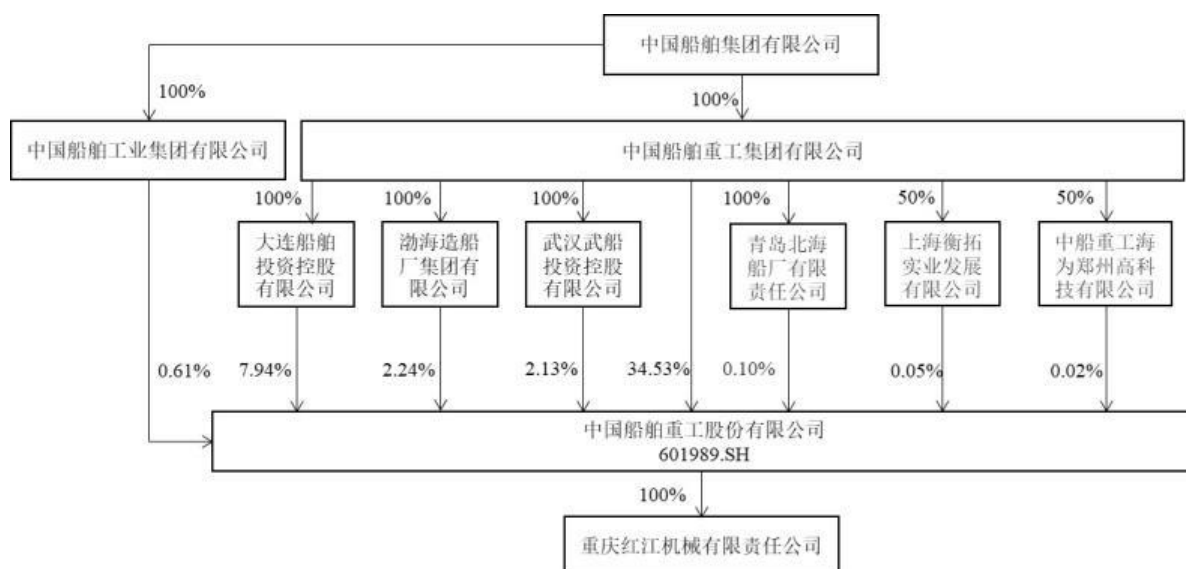 中国船舶集团有限公司
100%
100%
中国船舶工业集团有限公司
中国船舶重工集团有限公司
100%
100%
100%
100%
50%
50%
大连船舶
投资控股
有限公司
渤海造船
厂集团有
限公司
武汉武船
投资控股
有限公司
青岛北海
船厂有限
责任公司
上海衡拓
实业发展
有限公司
中船重工海
为郑州高科
技有限公司
0.61%
7.94%
2.24%
2.13%
34.53%
0.10%
0.05%
0.02%
中国船舶重工股份有限公司
601989.SH
100%
重庆红江机械有限责任公司